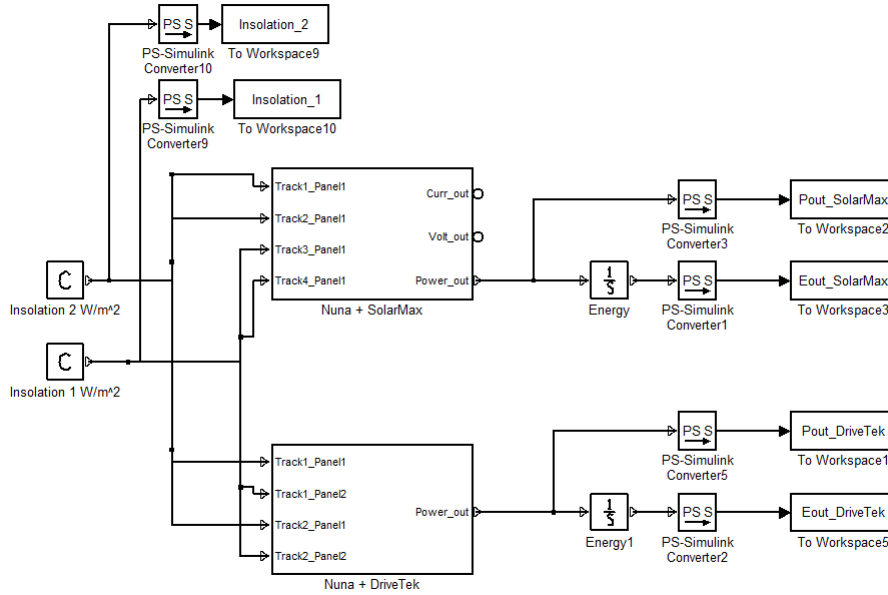 PS S
Insolation_2
PS-Simulink
Converter10
To Workspace9
PS S
Insolation_1
PS-Simulink
Converter9
To Workspace10
C
Insolation 2 W/m^2
C
Insolation 1 W/m^2
Track1_Panel1
Track2_Panel1
Track3_Panel1
Track4_Panel1
Curr_out
Volt_out
Power_out
Nuna + SolarMax
PS S
PS-Simulink
Converter3
Pout_SolarMax
To Workspace2
1
S
Energy
PS S
PS-Simulink
Converter1
Eout_SolarMax
To Workspace3
Track1_Panel1
Track1_Panel2
Track2_Panel1
Track2_Panel2
Power_out
Nuna + DriveTek
PS S
PS-Simulink
Converter5
Pout_DriveTek
To Workspace1
1
S
Energy1
PS S
PS-Simulink
Converter2
Eout_DriveTek
To Workspace5